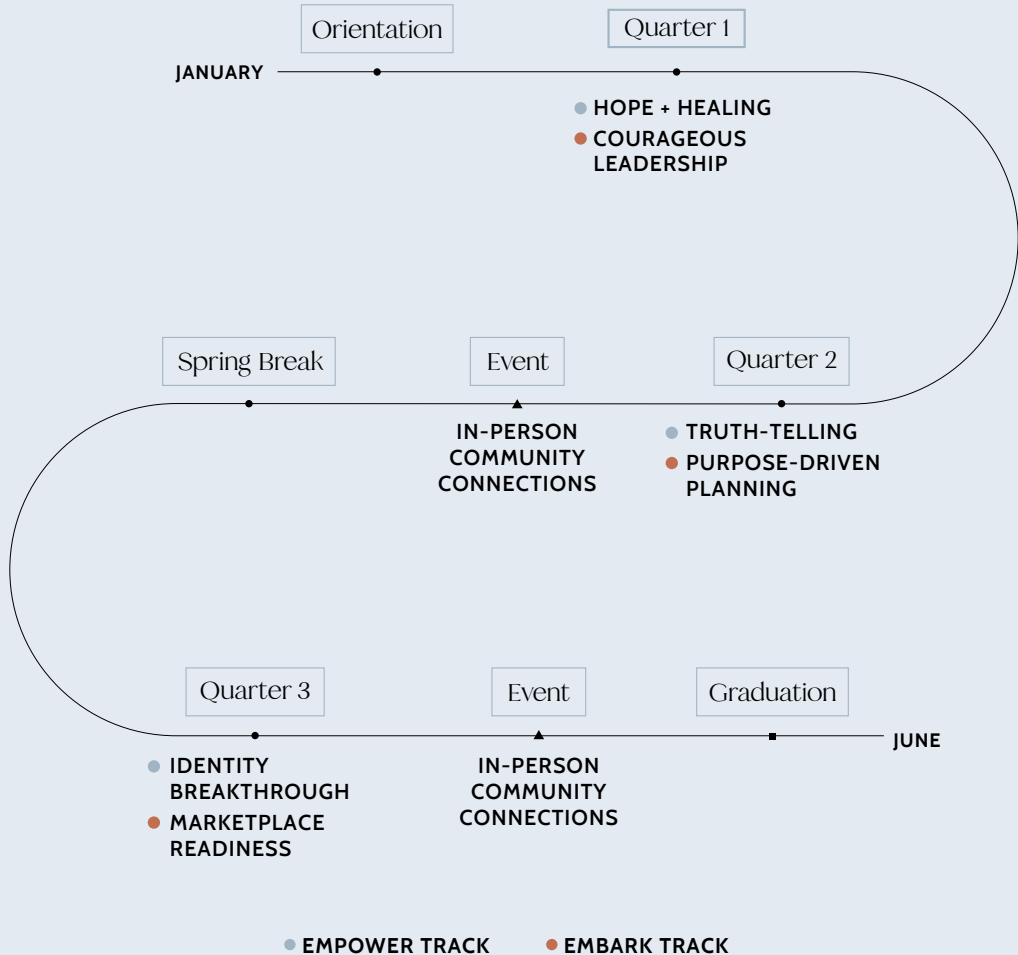 Orientation
Quarter 1
JANUARY
HOPE + HEALING
COURAGEOUS
LEADERSHIP
Spring Break
Event
Quarter 2
IN-PERSON
COMMUNITY
CONNECTIONS
TRUTH-TELLING
PURPOSE-DRIVEN
PLANNING
Quarter 3
Event
Graduation
JUNE
IDENTITY
BREAKTHROUGH
MARKETPLACE
READINESS
IN-PERSON
COMMUNITY
CONNECTIONS
EMPOWER TRACK
EMBARK TRACK